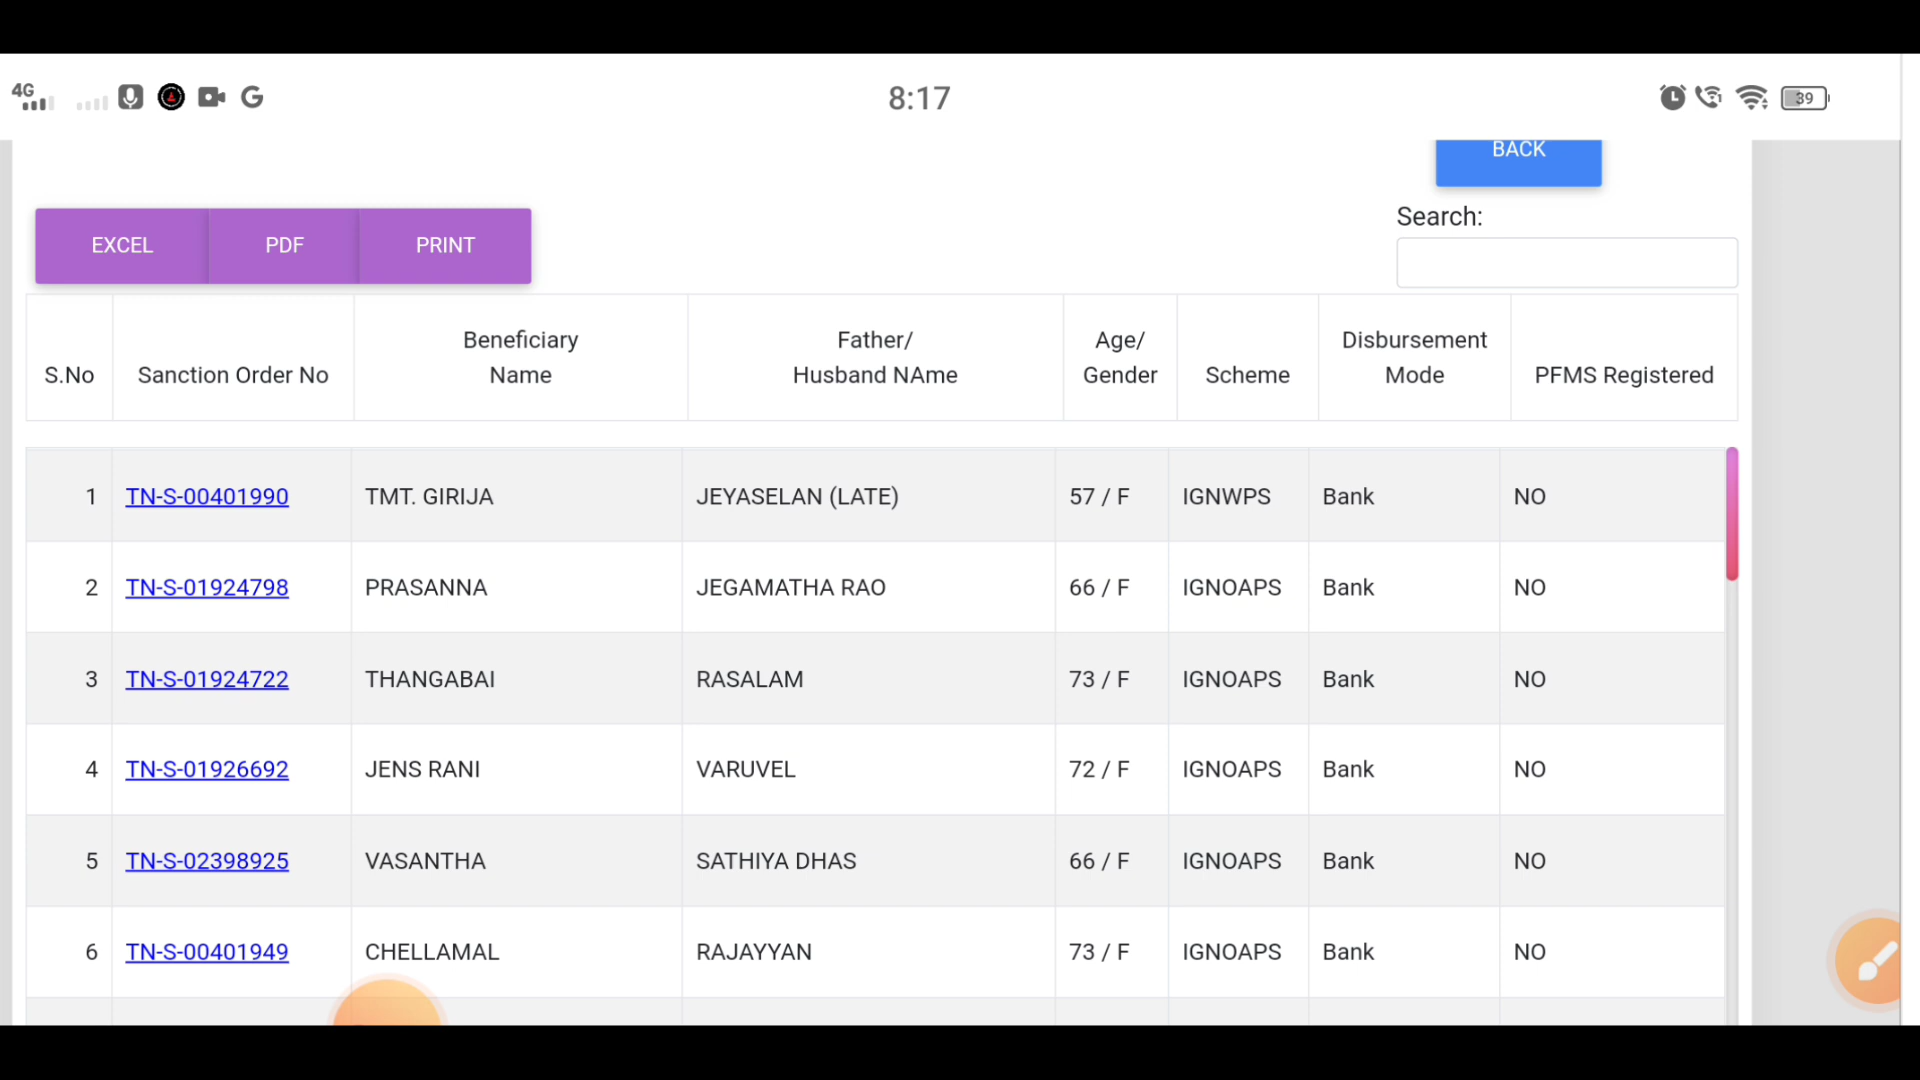 4G 8:17 39
BACK
EXCEL PDF PRINT
Search:
S.No Sanction Order No Beneficiary Name Father/ Husband NAme Age/ Gender Scheme Disbursement Mode PFMS Registered
1 TN-S-00401990 TMT. GIRIJA JEYASELAN (LATE) 57 / F IGNWPS Bank NO
2 TN-S-01924798 PRASANNA JEGAMATHA RAO 66 / F IGNOAPS Bank NO
3 TN-S-01924722 THANGABAI RASALAM 73 / F IGNOAPS Bank NO
4 TN-S-01926692 JENS RANI VARUVEL 72 / F IGNOAPS Bank NO
5 TN-S-02398925 VASANTHA SATHIYA DHAS 66 / F IGNOAPS Bank NO
6 TN-S-00401949 CHELLAMAL RAJAYYAN 73 / F IGNOAPS Bank NO